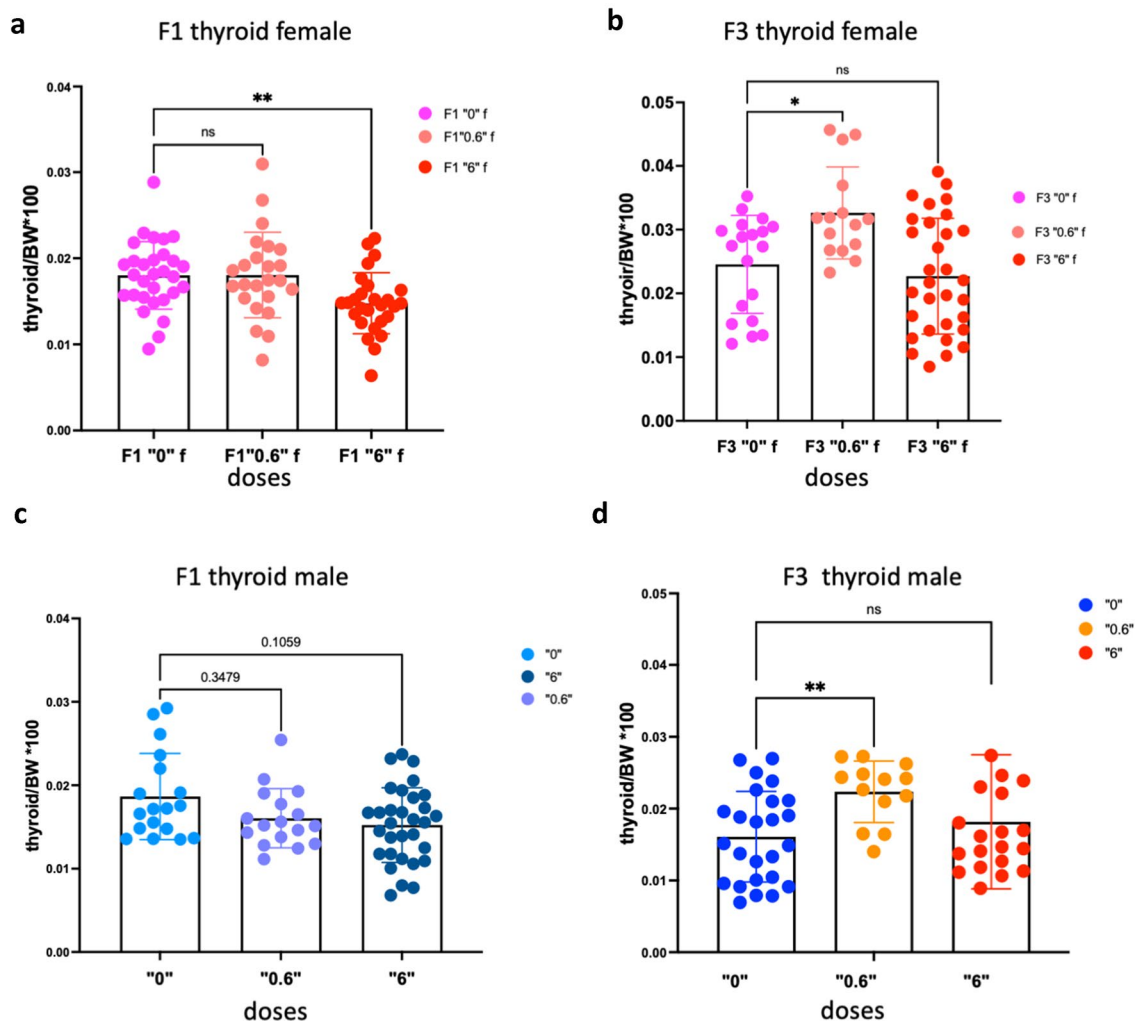 a
F1 thyroid female
thyroid/BW*100
0.04
0.03
0.02
0.01
0.00
**
ns
F1 "0" f
F1"0.6" f
F1 "6" f
F1 "0" f
F1"0.6" f
F1 "6" f
doses
b
F3 thyroid female
thryoir/BW*100
0.05
0.04
0.03
0.02
0.01
0.00
ns
*
F3 "0" f
F3 "0.6" f
F3 "6" f
F3 "0" f
F3 "0.6" f
F3 "6" f
doses
c
F1 thyroid male
thyroid/BW *100
0.04
0.03
0.02
0.01
0.00
0.1059
0.3479
"0"
"6"
"0.6"
"0"
"0.6"
"6"
doses
d
F3 thyroid male
thyroid/BW *100
0.05
0.04
0.03
0.02
0.01
0.00
ns
**
"0"
"0.6"
"6"
"0"
"0.6"
"6"
doses